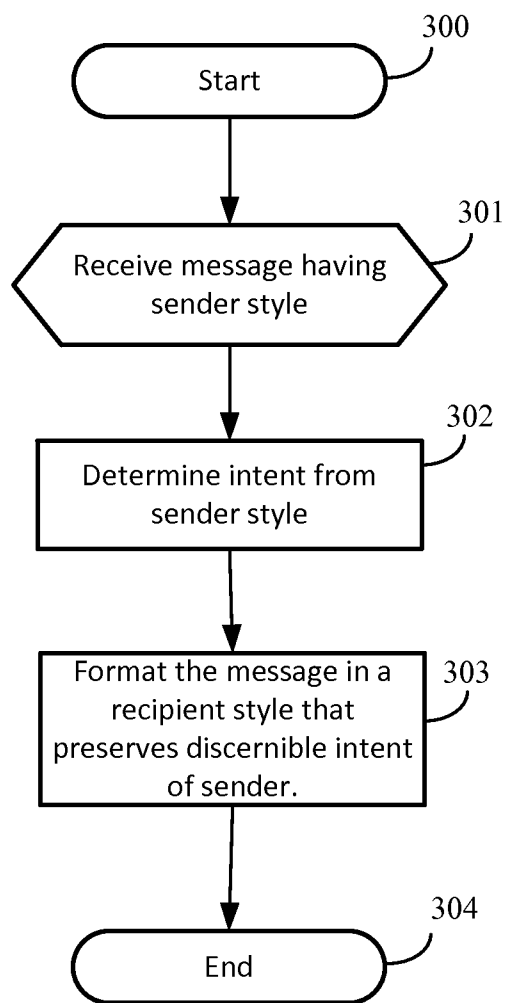 300
Start
301
Receive message having
sender style
302
Determine intent from
sender style
303
Format the message in a
recipient style that
preserves discernible intent
of sender.
304
End